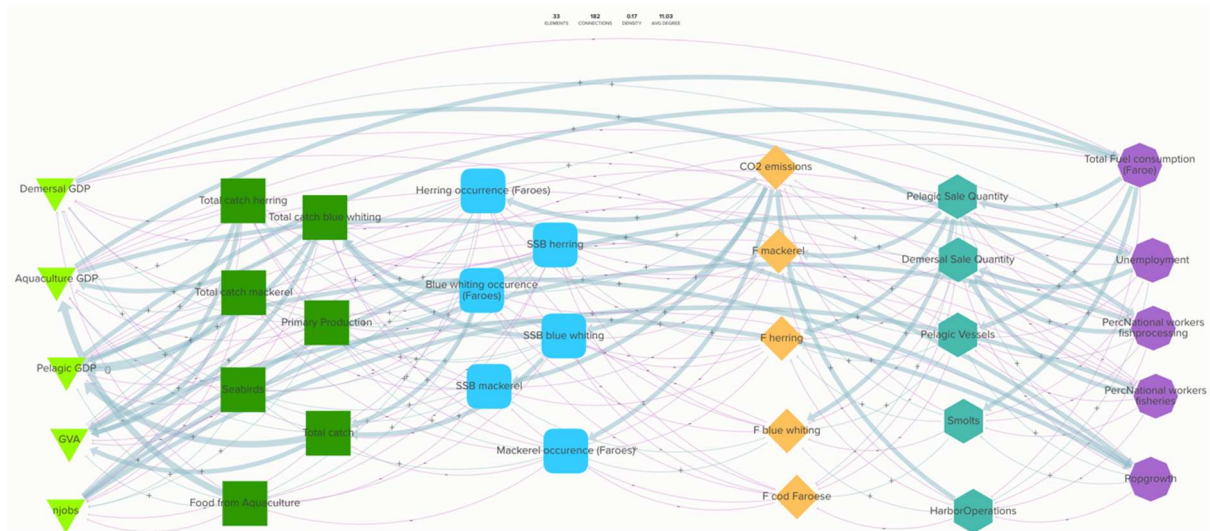 33 182 0.17 11.03
ELEMENTS CONNECTIONS DENSITY AVG DEGREE
Demersal GDP
Aquaculture GDP
Pelagic GDP
GVA
njobs
Total catch herring
Total catch blue whiting
Total catch mackerel
Primary Production
Seabirds
Total catch
Food from Aquaculture
Herring occurrence (Faroes)
SSB herring
Blue whiting occurence
(Faroes)
SSB blue whiting
SSB mackerel
Mackerel occurence (Faroes)
CO2 emissions
F mackerel
F herring
F blue whiting
F cod Faroese
Pelagic Sale Quantity
Demersal Sale Quantity
Pelagic Vessels
Smolts
HarborOperations
Total Fuel consumption
(Faroe)
Unemployment
PercNational workers
fishprocessing
PercNational workers
fisheries
Popgrowth